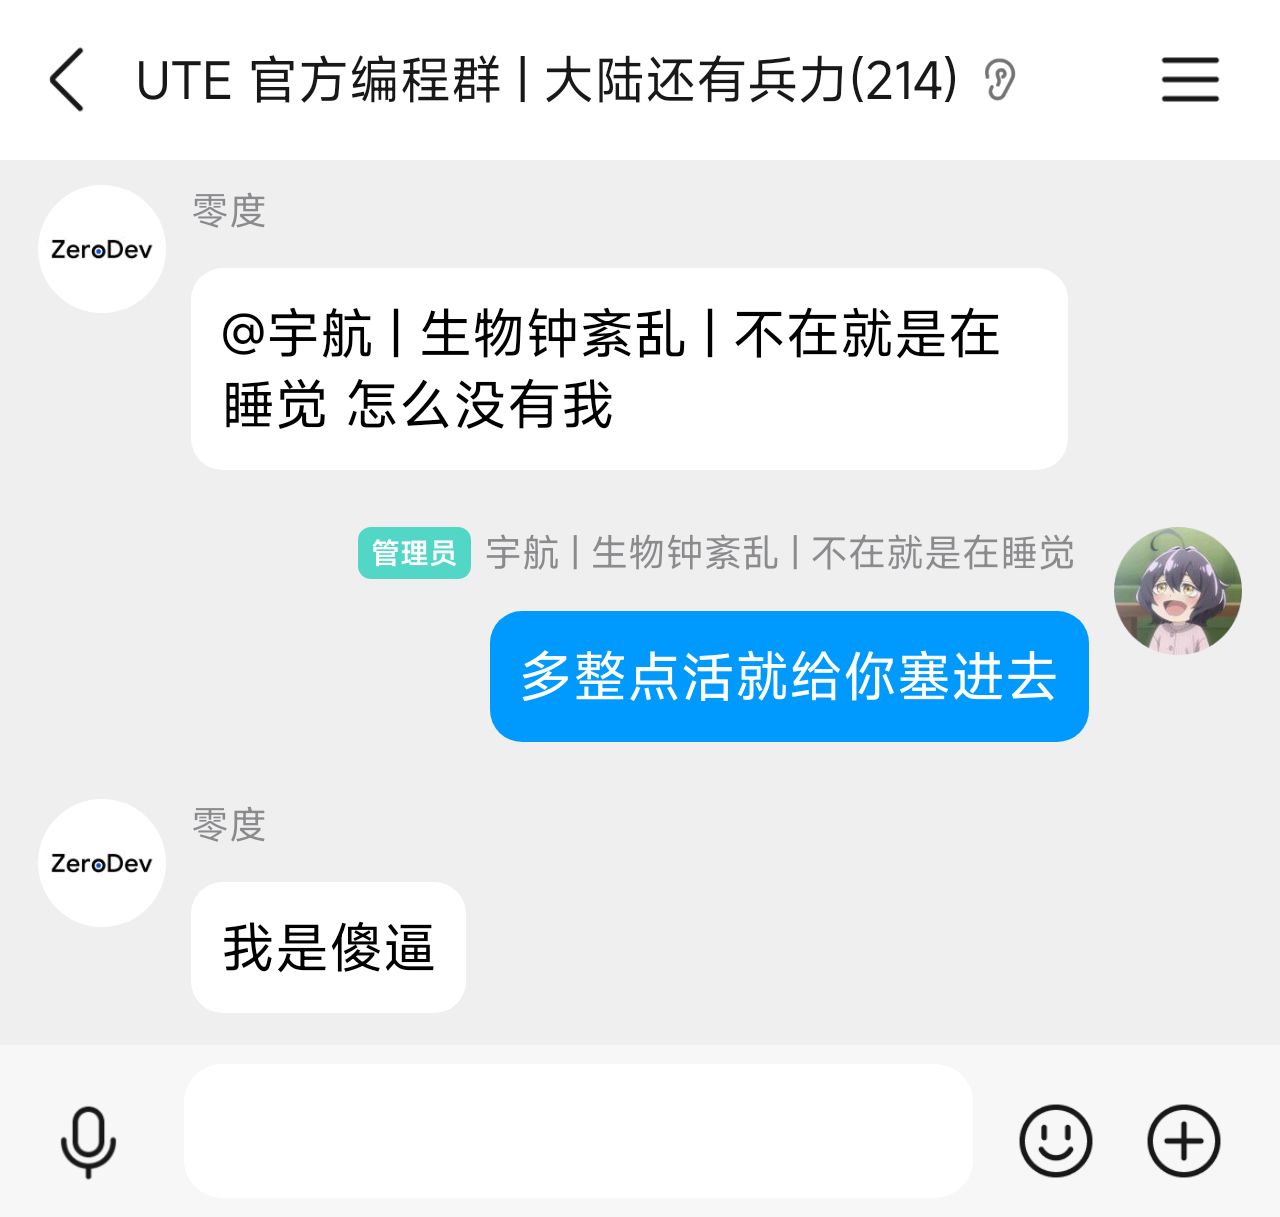 UTE 官方编程群 | 大陆还有兵力(214)
零度
ZeroDev
@宇航 | 生物钟紊乱 | 不在就是在
睡觉 怎么没有我
管理员 宇航 | 生物钟紊乱 | 不在就是在睡觉
多整点活就给你塞进去
零度
ZeroDev
我是傻逼